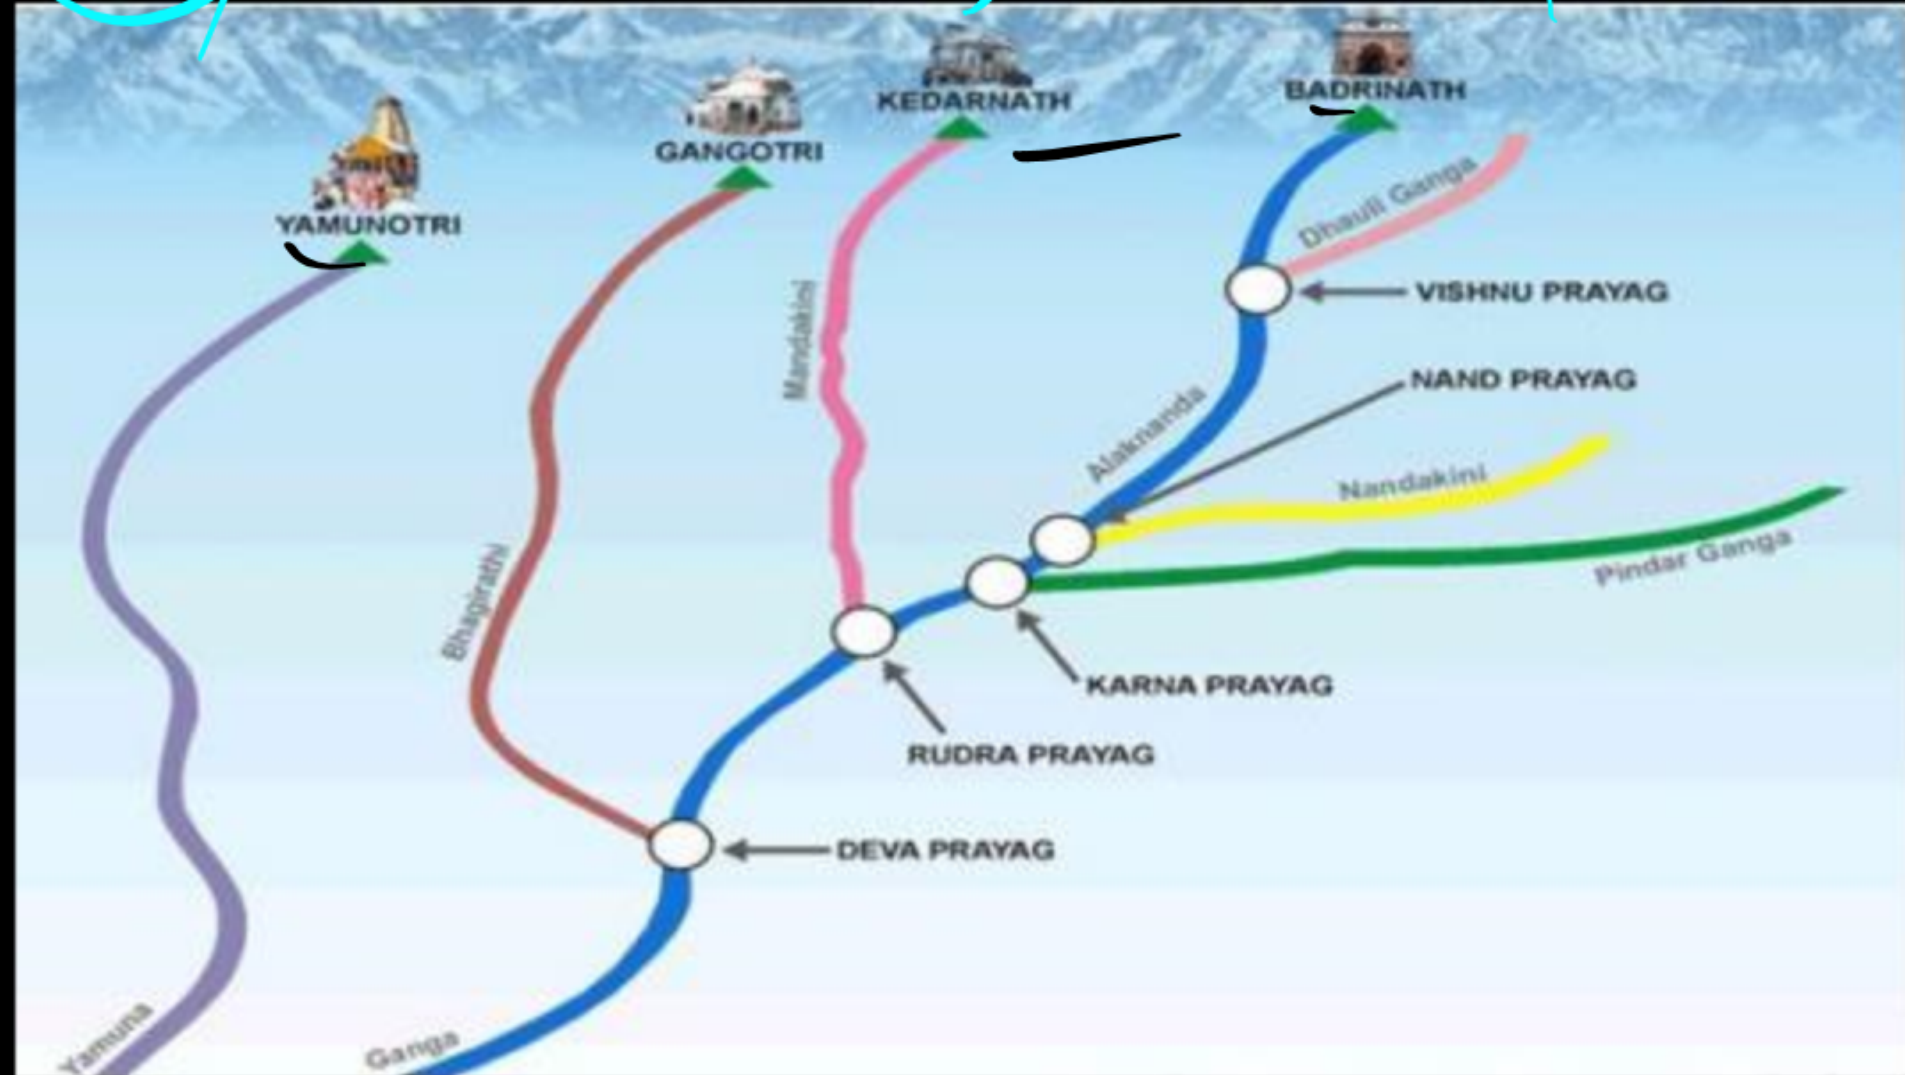 BADRINATH
KEDARNATH
GANGOTRI
YAMUNOTRI
Dhauli Ganga
VISHNU PRAYAG
Mandakini
NAND PRAYAG
Alaknanda
Nandakini
Pindar Ganga
Bhagirathi
KARNA PRAYAG
RUDRA PRAYAG
DEVA PRAYAG
Yamuna
Ganga